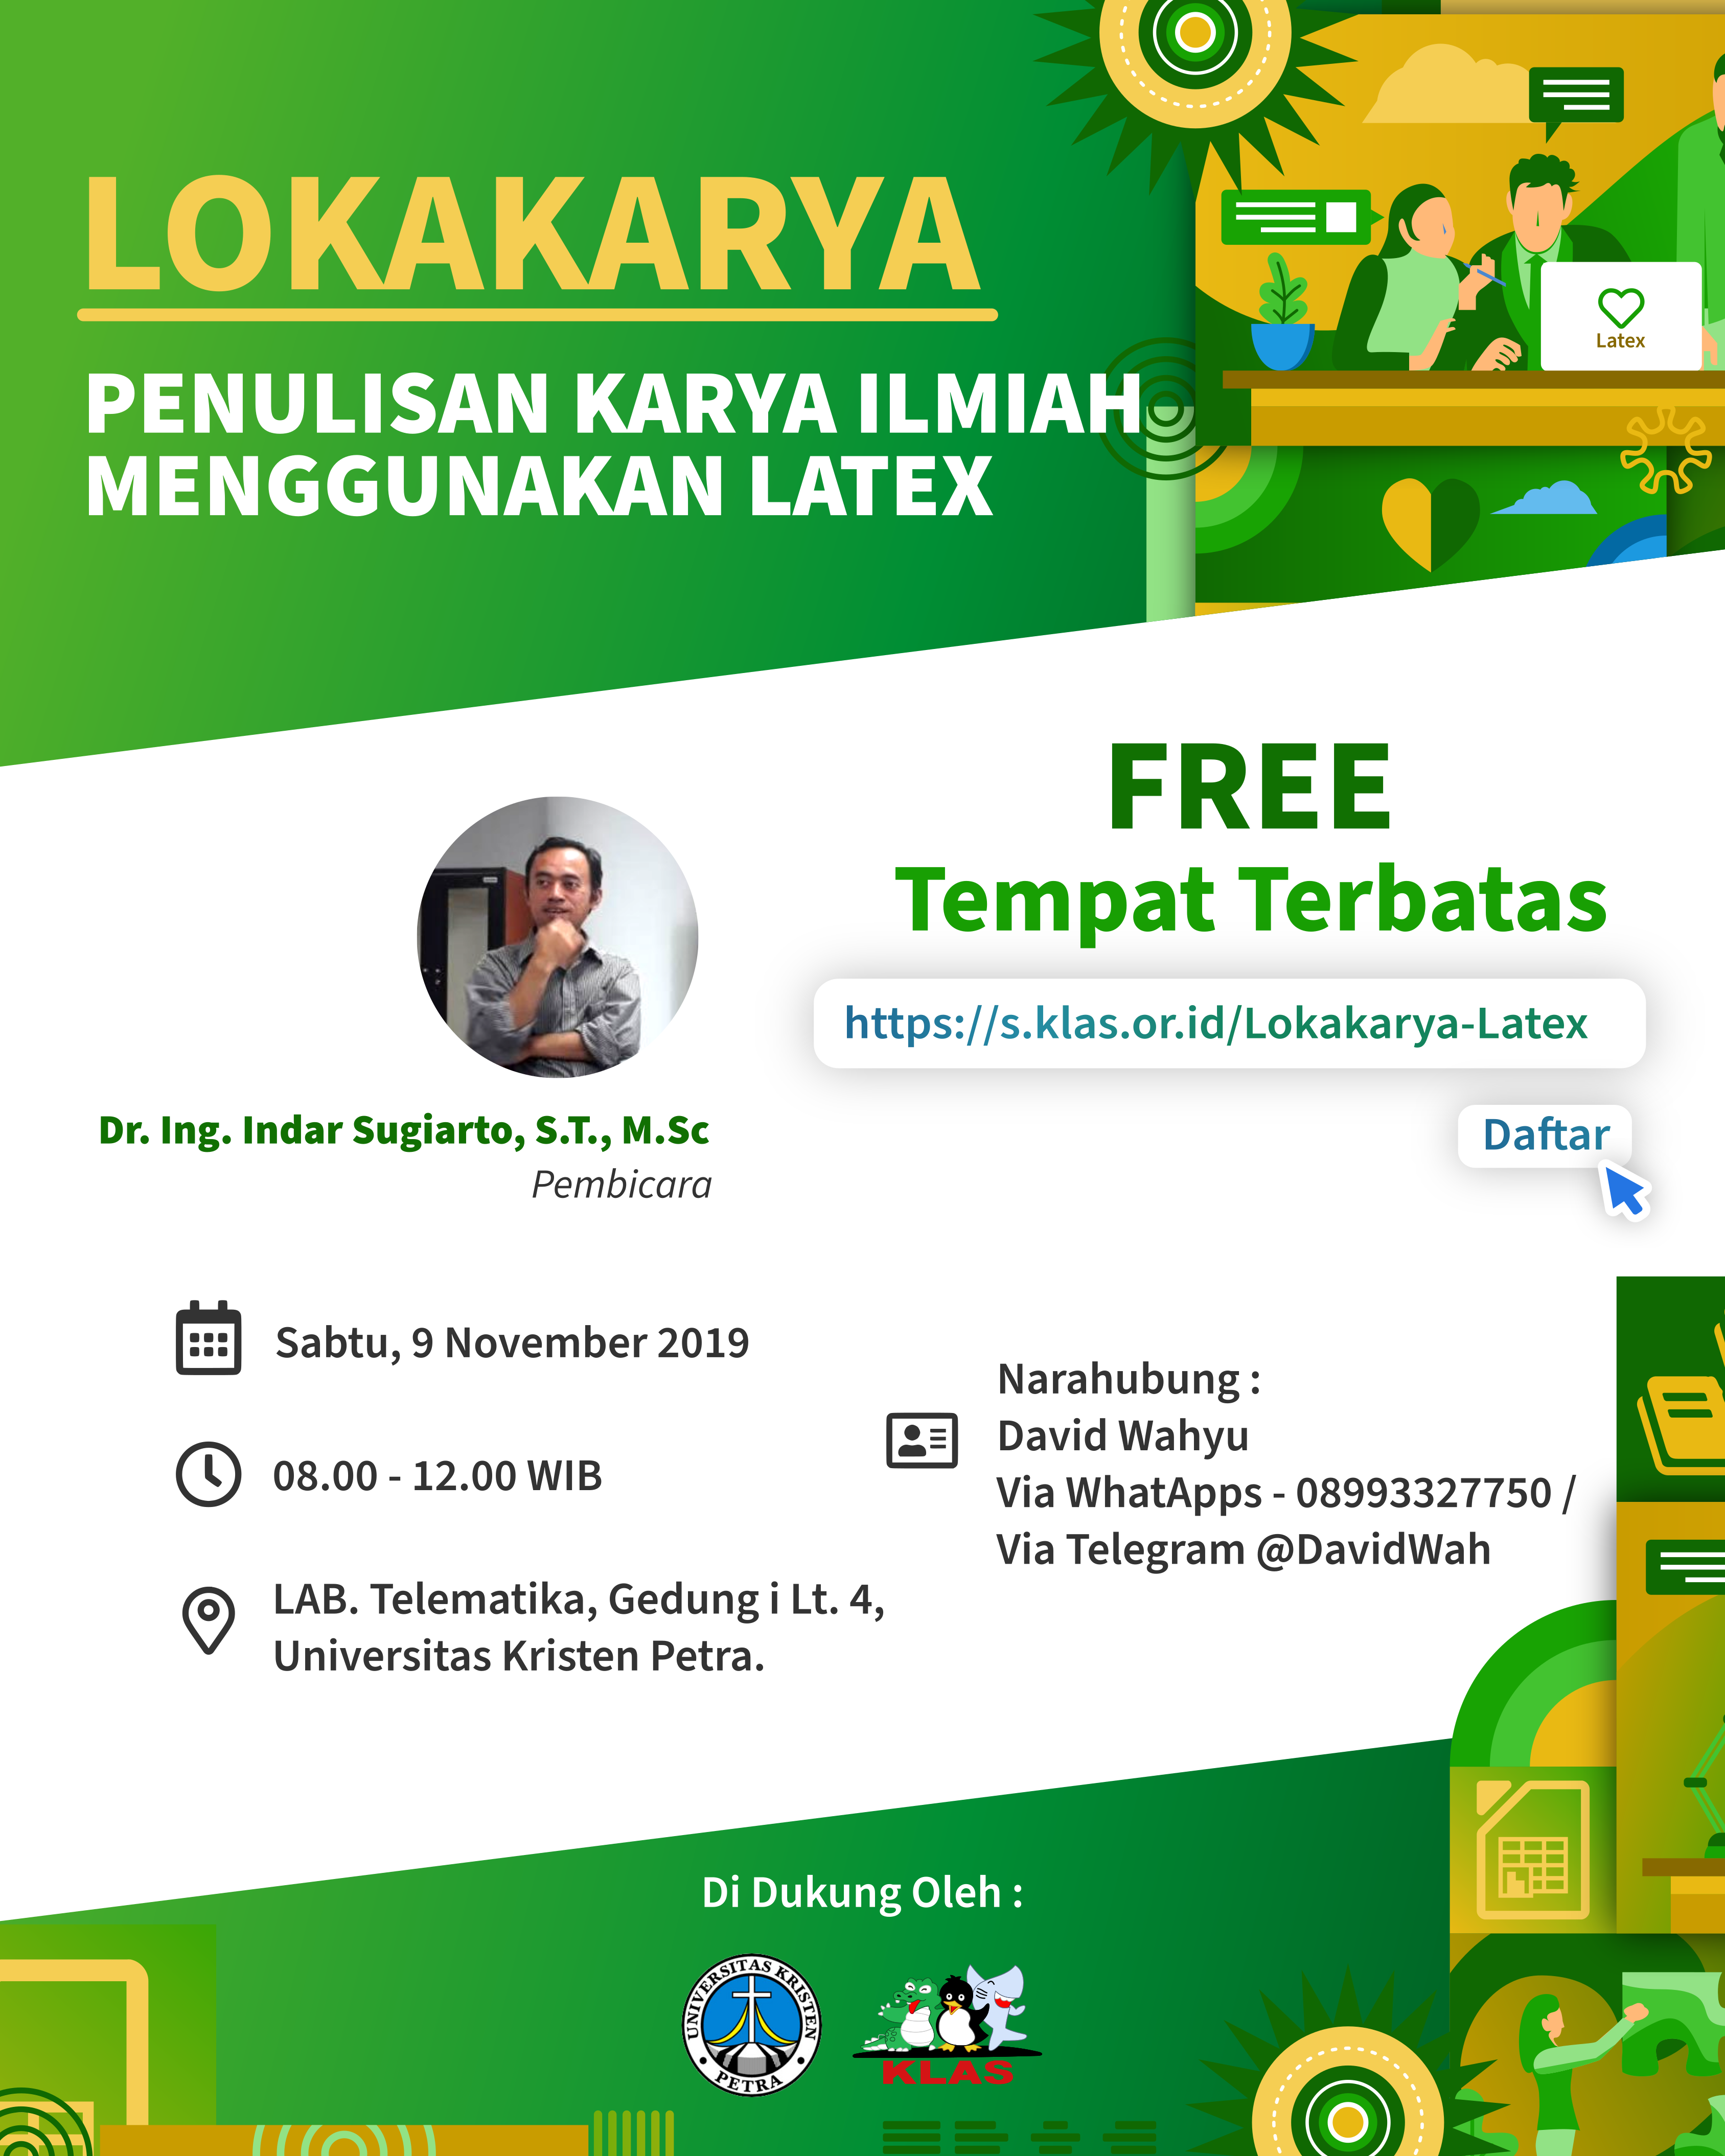 LOKAKARYA
PENULISAN KARYA ILMIAH
MENGGUNAKAN LATEX
Latex
FREE
Tempat Terbatas
https://s.klas.or.id/Lokakarya-Latex
Daftar
Dr. Ing. Indar Sugiarto, S.T., M.Sc
Pembicara
Sabtu, 9 November 2019
08.00 - 12.00 WIB
LAB. Telematika, Gedung i Lt. 4,
Universitas Kristen Petra.
Narahubung :
David Wahyu
Via WhatApps - 08993327750 /
Via Telegram @DavidWah
Di Dukung Oleh :
UNIVERSITAS KRISTEN
PETRA
KLAS